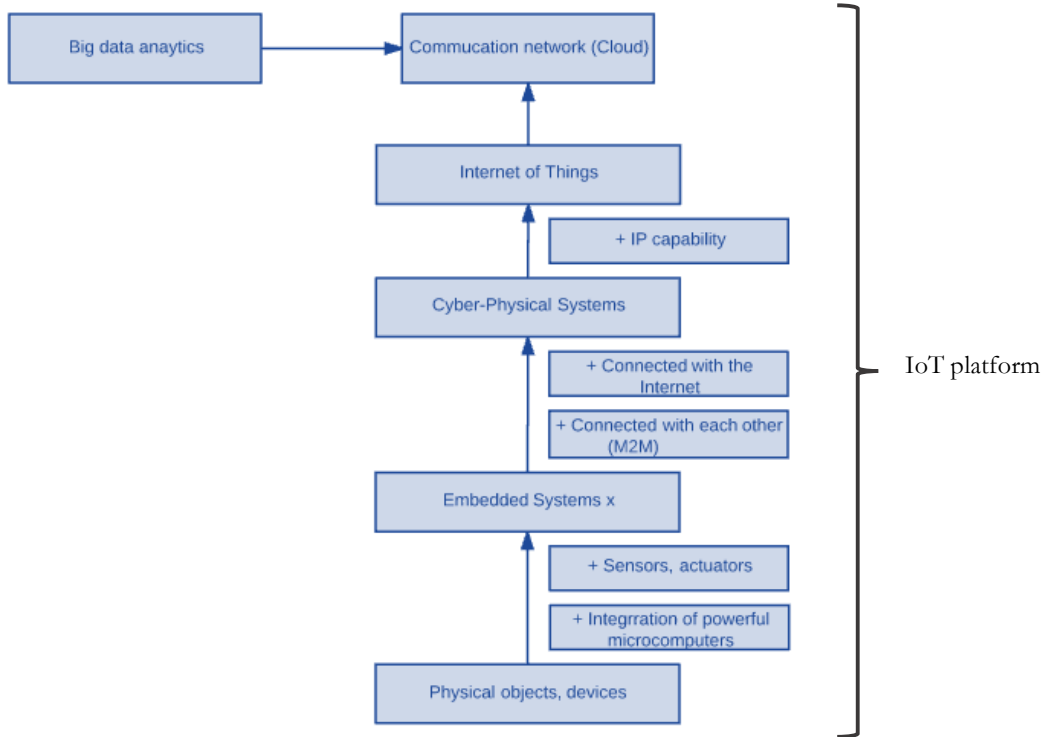 Big data anaytics
Commucation network (Cloud)
Internet of Things
+ IP capability
Cyber-Physical Systems
+ Connected with the
Internet
+ Connected with each other
(M2M)
IoT platform
Embedded Systems x
+ Sensors, actuators
+ Integrration of powerful
microcomputers
Physical objects, devices